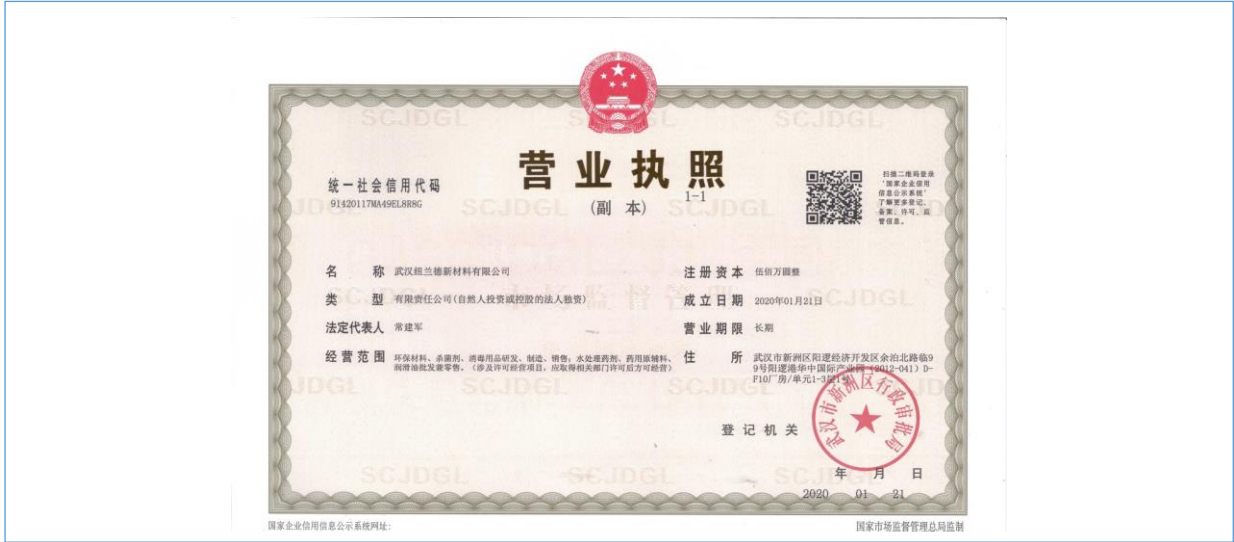 营业执照
(副 本)
1-1
统一社会信用代码
91420117MA49EL8R8G
扫描二维码登录
‘国家企业信用
信息公示系统’
了解更多登记、
备案、许可、监
管信息。
名 称 武汉纽兰德新材料有限公司
类 型 有限责任公司(自然人投资或控股的法人独资)
法定代表人 常建军
经营范围 环保材料、杀菌剂、消毒用品研发、制造、销售；水处理药剂、药用原辅料、
润滑油批发兼零售。（涉及许可经营项目，应取得相关部门许可后方可经营）
注册资本 伍佰万圆整
成立日期 2020年01月21日
营业期限 长期
住 所 武汉市新洲区阳逻经济开发区余泊北路临9
9号阳逻港华中国际产业园（2012-041）D-
F10厂房/单元1-3层1号
登记机关
武汉市新洲区行政审批局
年 月 日
2020 01 21
国家企业信用信息公示系统网址:
国家市场监督管理总局监制
SCJDGL